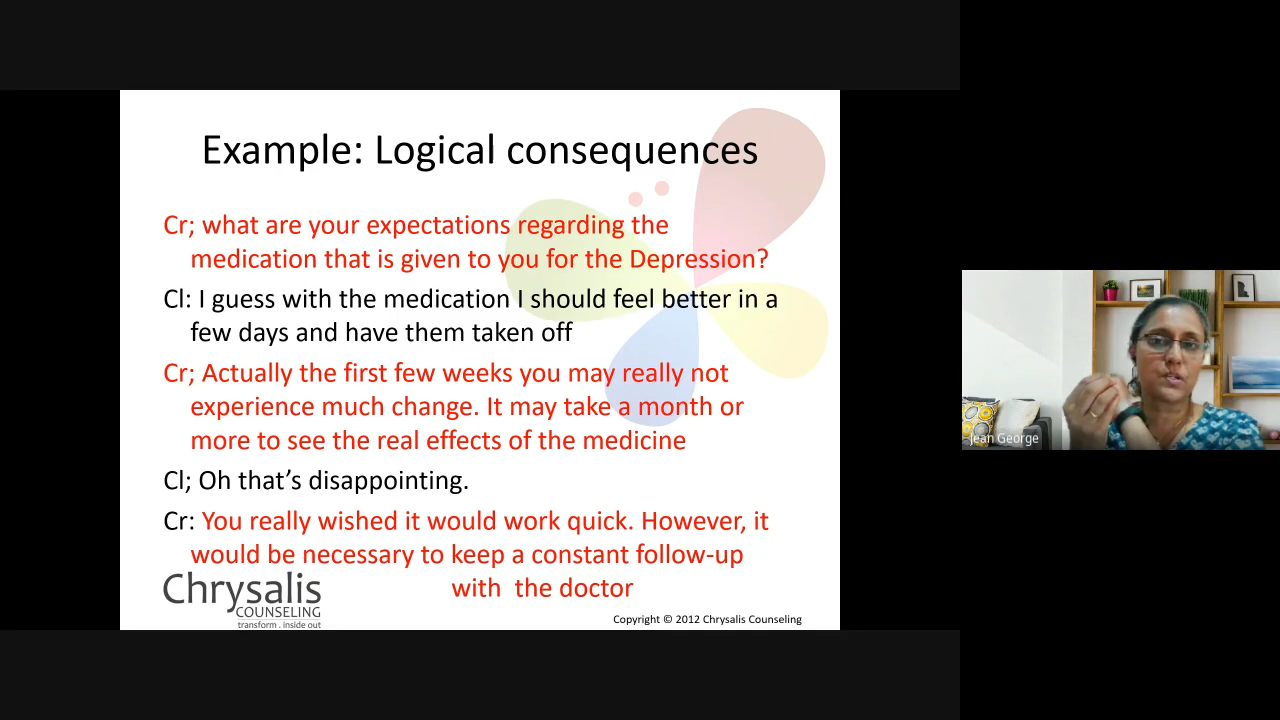 Example: Logical consequences
Cr; what are your expectations regarding the
medication that is given to you for the Depression?
Cl: I guess with the medication I should feel better in a
few days and have them taken off
Cr; Actually the first few weeks you may really not
experience much change. It may take a month or
more to see the real effects of the medicine
Cl; Oh that’s disappointing.
Cr: You really wished it would work quick. However, it
would be necessary to keep a constant follow-up
with the doctor
Chrysalis
COUNSELING
transform . inside out
Copyright © 2012 Chrysalis Counseling
Jean George